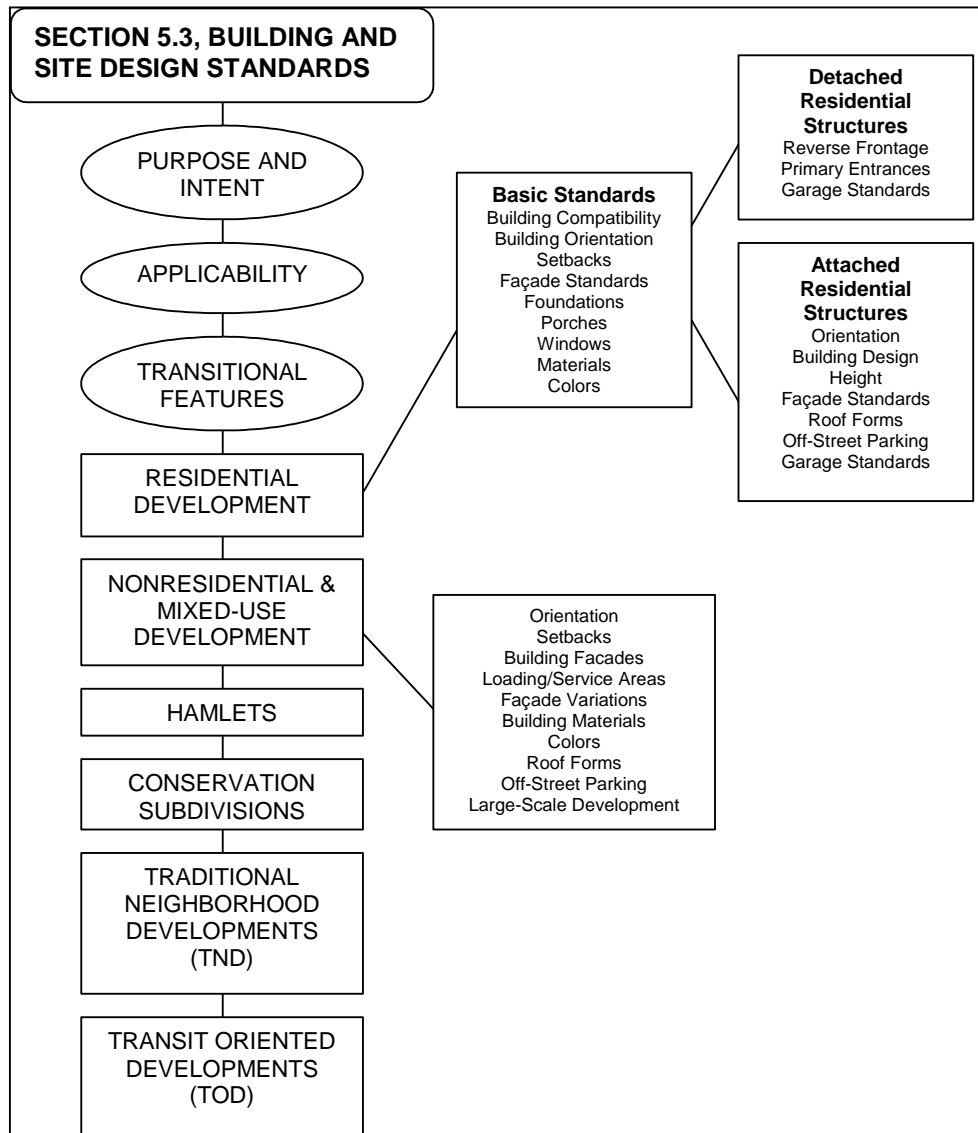 SECTION 5.3, BUILDING AND
SITE DESIGN STANDARDS
PURPOSE AND
INTENT
APPLICABILITY
TRANSITIONAL
FEATURES
RESIDENTIAL
DEVELOPMENT
NONRESIDENTIAL &
MIXED-USE
DEVELOPMENT
HAMLETS
CONSERVATION
SUBDIVISIONS
TRADITIONAL
NEIGHBORHOOD
DEVELOPMENTS
(TND)
TRANSIT ORIENTED
DEVELOPMENTS
(TOD)
Basic Standards
Building Compatibility
Building Orientation
Setbacks
Façade Standards
Foundations
Porches
Windows
Materials
Colors
Detached
Residential
Structures
Reverse Frontage
Primary Entrances
Garage Standards
Attached
Residential
Structures
Orientation
Building Design
Height
Façade Standards
Roof Forms
Off-Street Parking
Garage Standards
Orientation
Setbacks
Building Facades
Loading/Service Areas
Façade Variations
Building Materials
Colors
Roof Forms
Off-Street Parking
Large-Scale Development